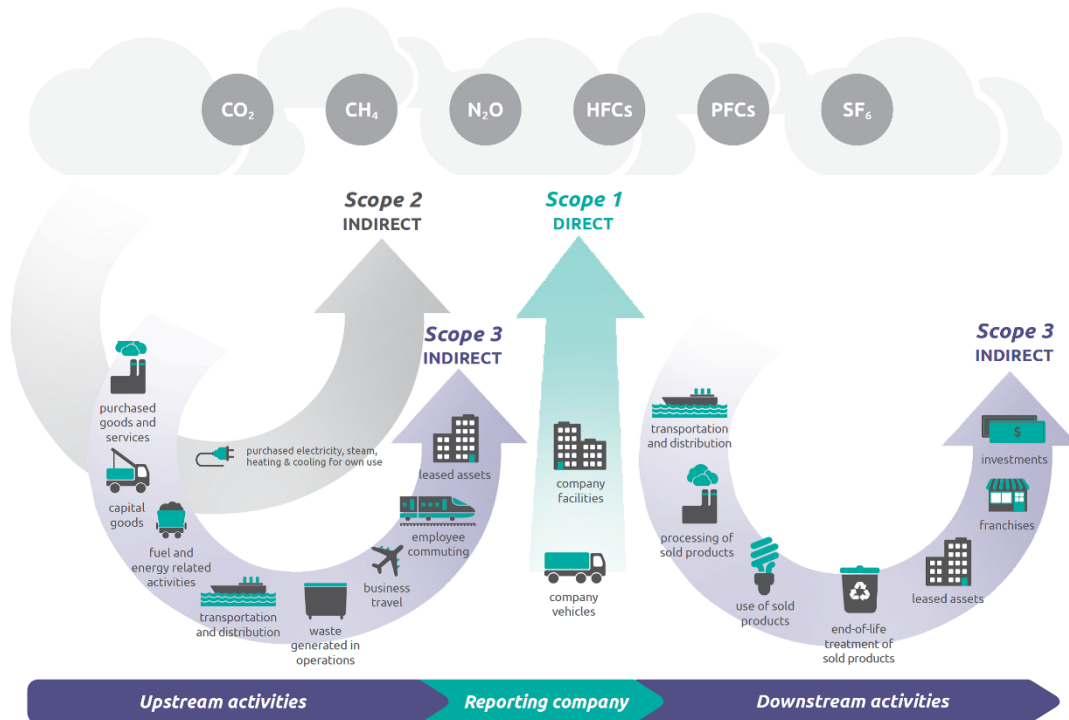 CO₂
CH₄
N₂O
HFCs
PFCs
SF₆
Scope 2
INDIRECT
Scope 1
DIRECT
Scope 3
INDIRECT
Scope 3
INDIRECT
purchased
goods and
services
capital
goods
fuel and
energy related
activities
purchased electricity, steam,
heating & cooling for own use
transportation
and distribution
waste
generated in
operations
business
travel
employee
commuting
leased assets
company
facilities
company
vehicles
transportation
and distribution
processing of
sold products
use of sold
products
end-of-life
treatment of
sold products
leased assets
franchises
$
investments
Upstream activities
Reporting company
Downstream activities